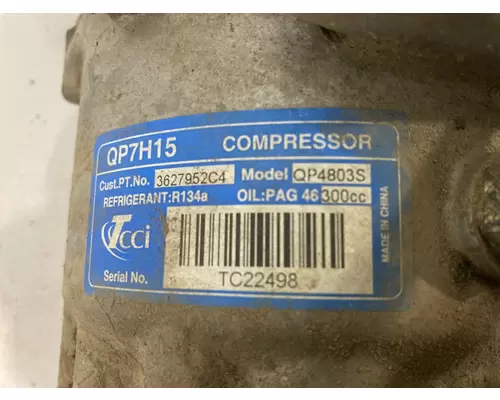 QP7H15 COMPRESSOR
Cust.PT.No. 3627952C4 Model QP4803S
REFRIGERANT:R134a OIL:PAG 46 300cc
Tcci
Serial No. TC22498
MADE IN CHINA